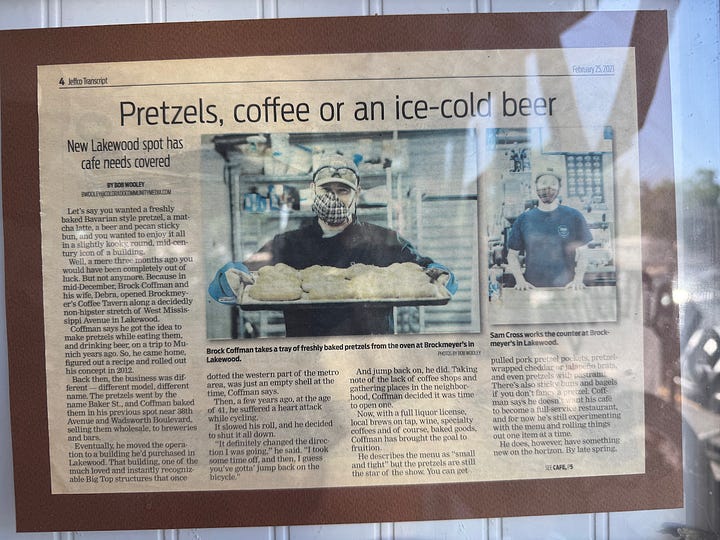 4 Jeffco Transcript
February 25, 2021
Pretzels, coffee or an ice-cold beer
New Lakewood spot has
cafe needs covered
BY BOB WOOLEY
BWOOLEY@COLORADOCOMMUNITYMEDIA.COM
Let's say you wanted a freshly
baked Bavarian style pretzel, a mat-
cha latte, a beer and pecan sticky
bun, and you wanted to enjoy it all
in a slightly kooky, round, mid-cen-
tury icon of a building.
Well, a mere three months ago you
would have been completely out of
luck. But not anymore. Because in
mid-December, Brock Coffman and
his wife, Debra, opened Brockmey-
er's Coffee Tavern along a decidedly
non-hipster stretch of West Missis-
sippi Avenue in Lakewood.
Coffman says he got the idea to
make pretzels while eating them,
and drinking beer, on a trip to Mu-
nich years ago. So, he came home,
figured out a recipe and rolled out
his concept in 2012.
Back then, the business was dif-
ferent — different model, different
name. The pretzels went by the
name Baker St., and Coffman baked
them in his previous spot near 38th
Avenue and Wadsworth Boulevard,
selling them wholesale, to breweries
and bars.
Eventually, he moved the opera-
tion to a building he'd purchased in
Lakewood. That building, one of the
much loved and instantly recogniz-
able Big Top structures that once
Brock Coffman takes a tray of freshly baked pretzels from the oven at Brockmeyer's in
Lakewood.
PHOTOS BY BOB WOOLEY
dotted the western part of the metro
area, was just an empty shell at the
time, Coffman says.
Then, a few years ago, at the age
of 41, he suffered a heart attack
while cycling.
It slowed his roll, and he decided
to shut it all down.
"It definitely changed the direc-
tion I was going," he said. "I took
some time off, and then, I guess
you've gotta' jump back on the
bicycle."
And jump back on, he did. Taking
note of the lack of coffee shops and
gathering places in the neighbor-
hood, Coffman decided it was time
to open it.
Now, with a full liquor license,
local brews on tap, wine, specialty
coffees and of course, baked goods,
Coffman has brought the goal to
fruition.
He describes the menu as "small
and tight" but the pretzels are still
the star of the show. You can get
Sam Cross works the counter at Brock-
meyer's in Lakewood.
pulled pork pretzel pockets, pretzel-
wrapped cheddar or jalapeño brats,
and even pretzels with pastrami.
There's also sticky buns and bagels
if you don't fancy a pretzel. Coff-
man says he doesn't want his cafe
to become a full-service restaurant,
and for now he's still experimenting
with the menu and rolling things
out one item at a time.
He does, however, have something
new on the horizon. By late spring,
SEE CAFE, P5